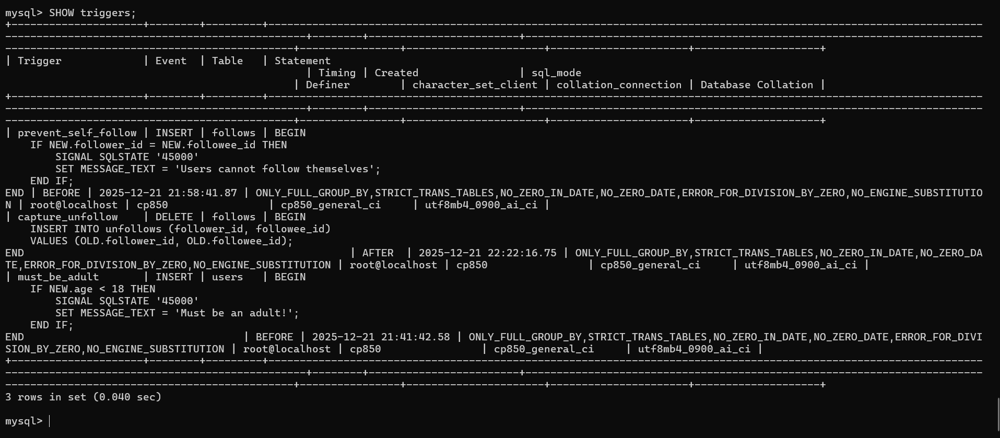 mysql> SHOW triggers;
+---------------------+--------+---------+------------------------------------------------------------------------------------------------------------------
------------------------------------------------+--------+------------------------+-------------------------------------------------------------------------
----------------------------------------------+----------------+----------------------+----------------------+--------------------+
| Trigger             | Event  | Table   | Statement
                                                | Timing | Created                | sql_mode
                                              | Definer        | character_set_client | collation_connection | Database Collation |
+---------------------+--------+---------+------------------------------------------------------------------------------------------------------------------
------------------------------------------------+--------+------------------------+-------------------------------------------------------------------------
----------------------------------------------+----------------+----------------------+----------------------+--------------------+
| prevent_self_follow | INSERT | follows | BEGIN
    IF NEW.follower_id = NEW.followee_id THEN
        SIGNAL SQLSTATE '45000'
        SET MESSAGE_TEXT = 'Users cannot follow themselves';
    END IF;
END | BEFORE | 2025-12-21 21:58:41.87 | ONLY_FULL_GROUP_BY,STRICT_TRANS_TABLES,NO_ZERO_IN_DATE,NO_ZERO_DATE,ERROR_FOR_DIVISION_BY_ZERO,NO_ENGINE_SUBSTITUTIO
N | root@localhost | cp850                | cp850_general_ci     | utf8mb4_0900_ai_ci |
| capture_unfollow    | DELETE | follows | BEGIN
    INSERT INTO unfollows (follower_id, followee_id)
    VALUES (OLD.follower_id, OLD.followee_id);
END                                                    | AFTER  | 2025-12-21 22:22:16.75 | ONLY_FULL_GROUP_BY,STRICT_TRANS_TABLES,NO_ZERO_IN_DATE,NO_ZERO_DA
TE,ERROR_FOR_DIVISION_BY_ZERO,NO_ENGINE_SUBSTITUTION | root@localhost | cp850                | cp850_general_ci     | utf8mb4_0900_ai_ci |
| must_be_adult       | INSERT | users   | BEGIN
    IF NEW.age < 18 THEN
        SIGNAL SQLSTATE '45000'
        SET MESSAGE_TEXT = 'Must be an adult!';
    END IF;
END                                   | BEFORE | 2025-12-21 21:41:42.58 | ONLY_FULL_GROUP_BY,STRICT_TRANS_TABLES,NO_ZERO_IN_DATE,NO_ZERO_DATE,ERROR_FOR_DIVI
SION_BY_ZERO,NO_ENGINE_SUBSTITUTION | root@localhost | cp850                | cp850_general_ci     | utf8mb4_0900_ai_ci |
+---------------------+--------+---------+------------------------------------------------------------------------------------------------------------------
------------------------------------------------+--------+------------------------+-------------------------------------------------------------------------
----------------------------------------------+----------------+----------------------+----------------------+--------------------+
3 rows in set (0.040 sec)
mysql>